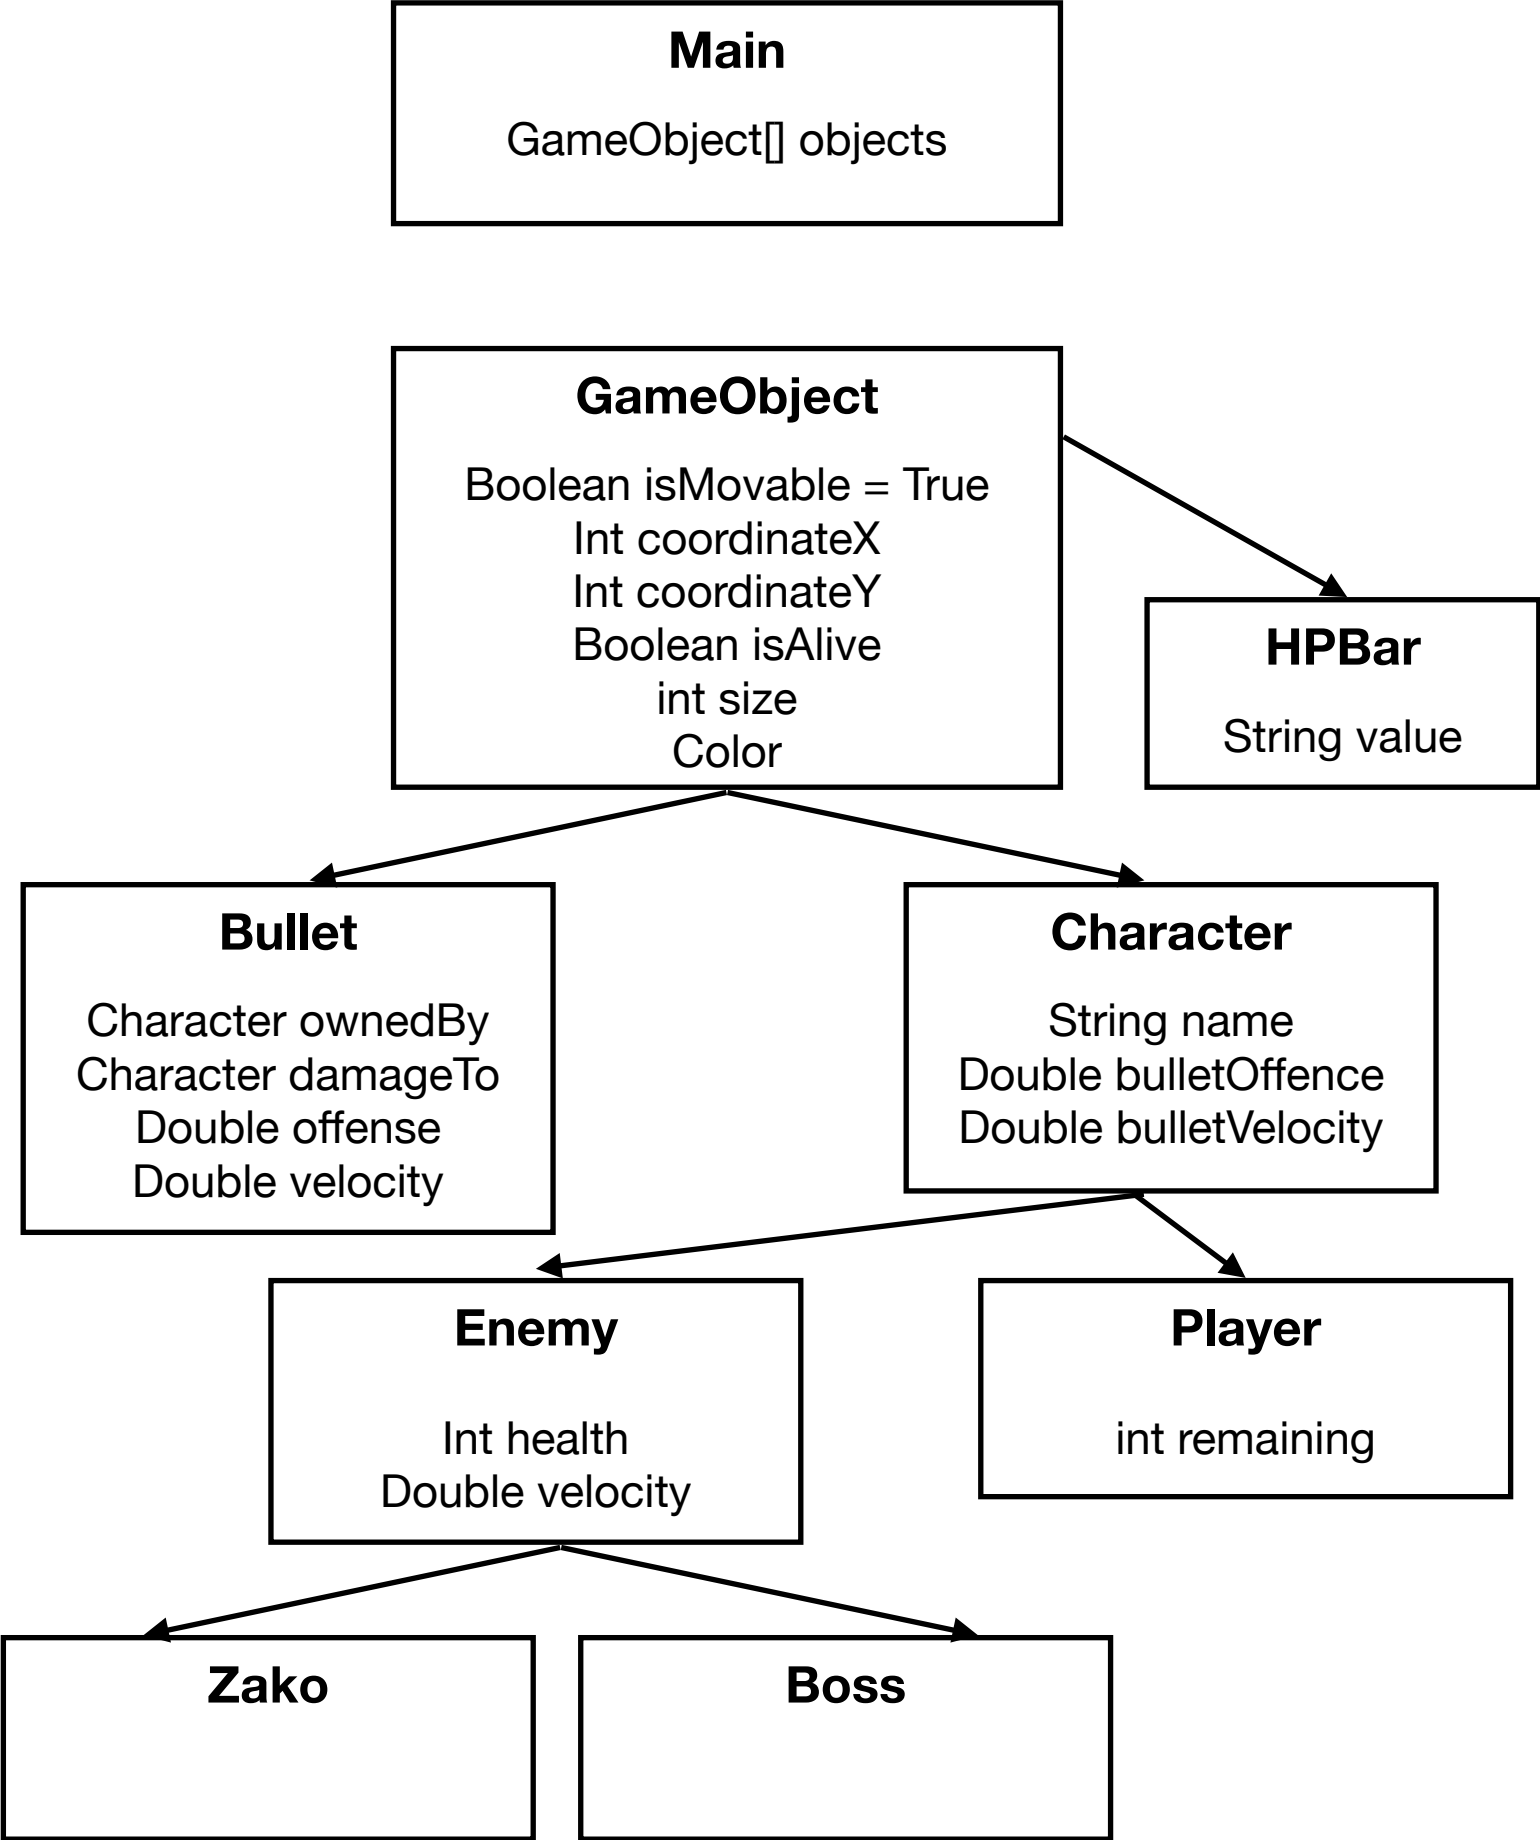 Main
GameObject[] objects
GameObject
Boolean isMovable = True
Int coordinateX
Int coordinateY
Boolean isAlive
int size
Color
HPBar
String value
Bullet
Character ownedBy
Character damageTo
Double offense
Double velocity
Character
String name
Double bulletOffence
Double bulletVelocity
Enemy
Int health
Double velocity
Player
int remaining
Zako
Boss